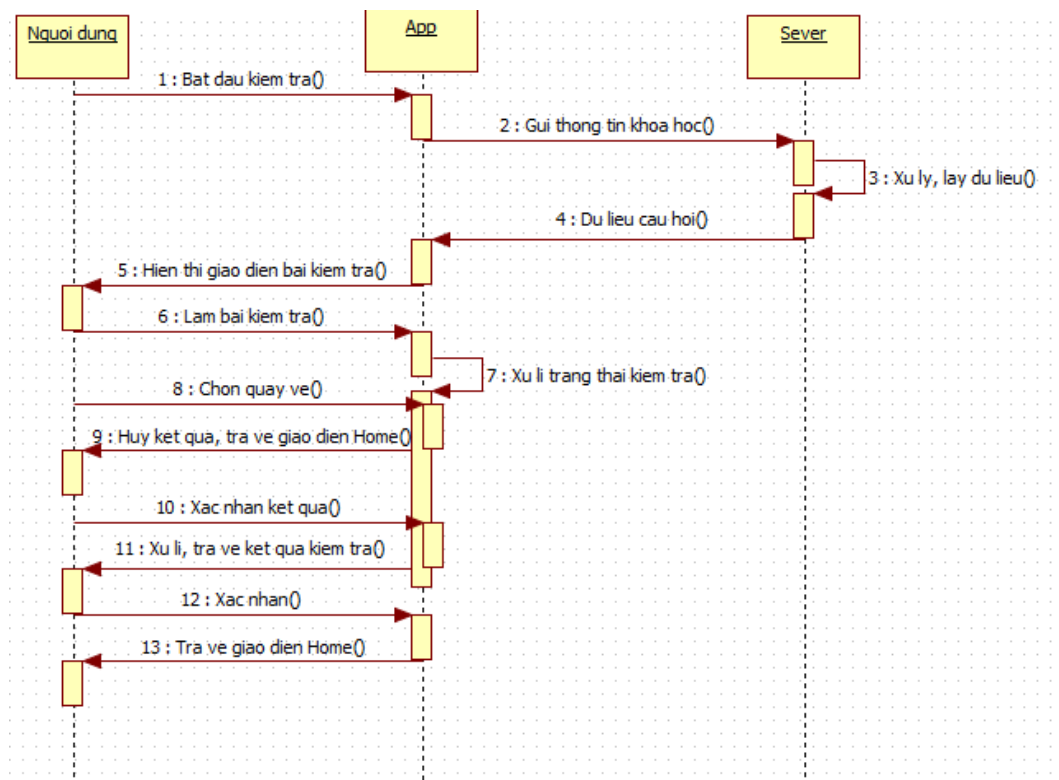 Nguoi dung
App
Sever
1 : Bat dau kiem tra()
2 : Gui thong tin khoa hoc()
3 : Xu ly, lay du lieu()
4 : Du lieu cau hoi()
5 : Hien thi giao dien bai kiem tra()
6 : Lam bai kiem tra()
7 : Xu li trang thai kiem tra()
8 : Chon quay ve()
9 : Huy ket qua, tra ve giao dien Home()
10 : Xac nhan ket qua()
11 : Xu li, tra ve ket qua kiem tra()
12 : Xac nhan()
13 : Tra ve giao dien Home()